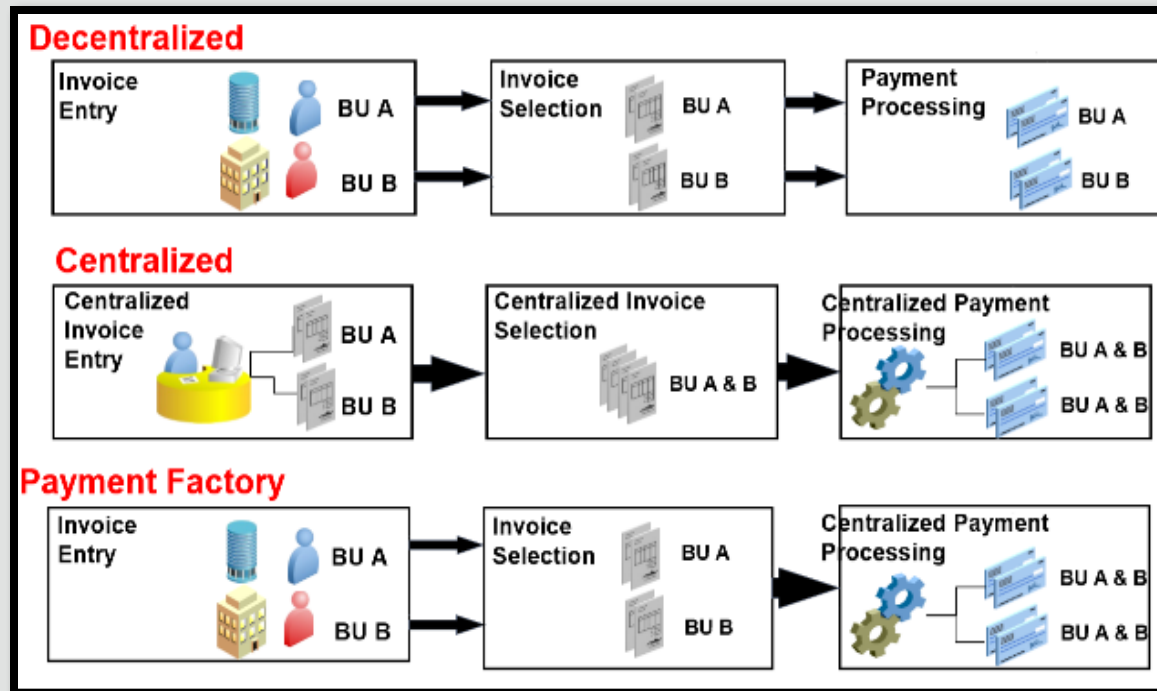 Decentralized
Invoice
Entry
BU A
BU B
Invoice
Selection
BU A
BU B
Payment
Processing
BU A
BU B
Centralized
Centralized
Invoice
Entry
BU A
BU B
Centralized Invoice
Selection
BU A & B
Centralized Payment
Processing
BU A & B
BU A & B
Payment Factory
Invoice
Entry
BU A
BU B
Invoice
Selection
BU A
BU B
Centralized Payment
Processing
BU A & B
BU A & B